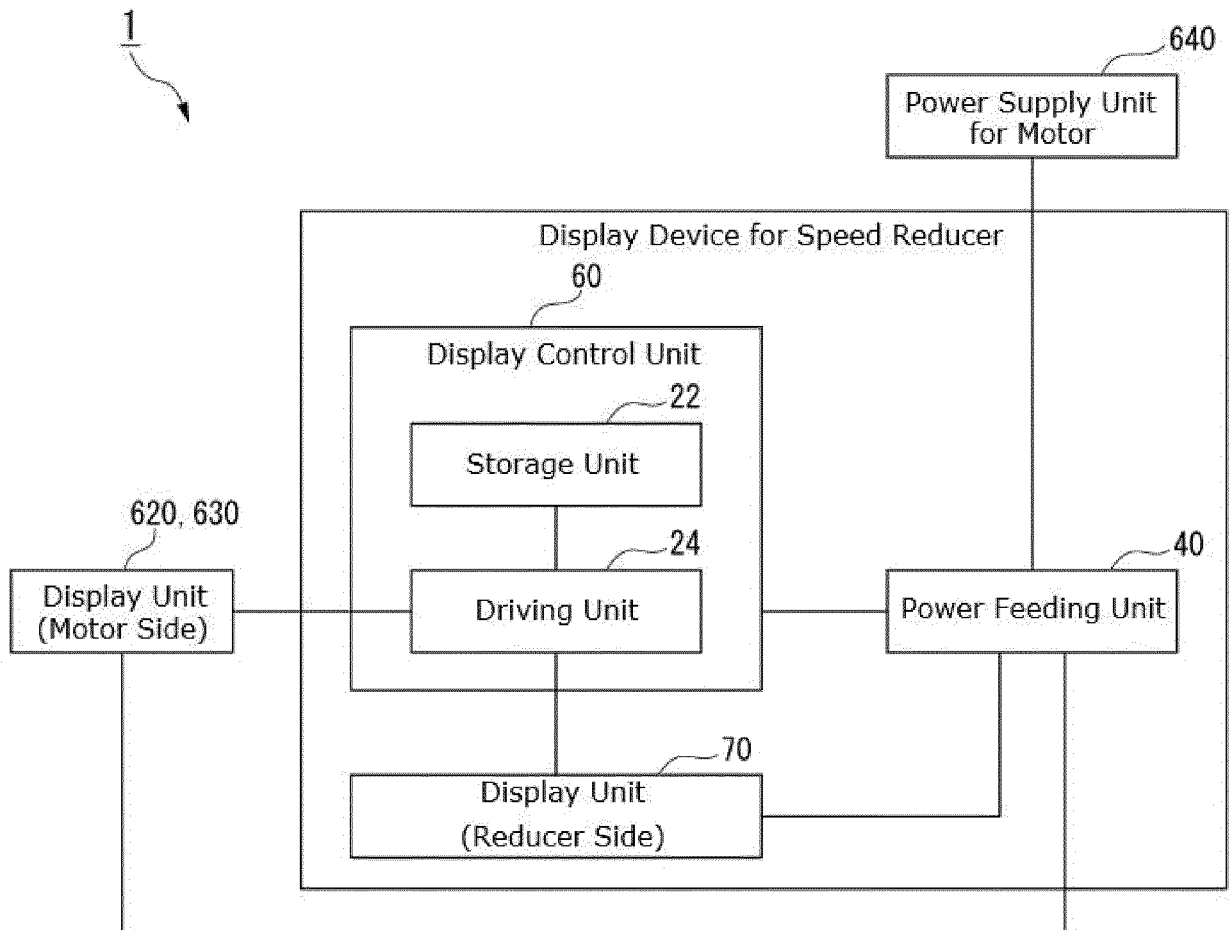 1
640
Power Supply Unit
for Motor
Display Device for Speed Reducer
60
Display Control Unit
22
Storage Unit
620, 630
24
40
Display Unit
(Motor Side)
Driving Unit
Power Feeding Unit
70
Display Unit
(Reducer Side)